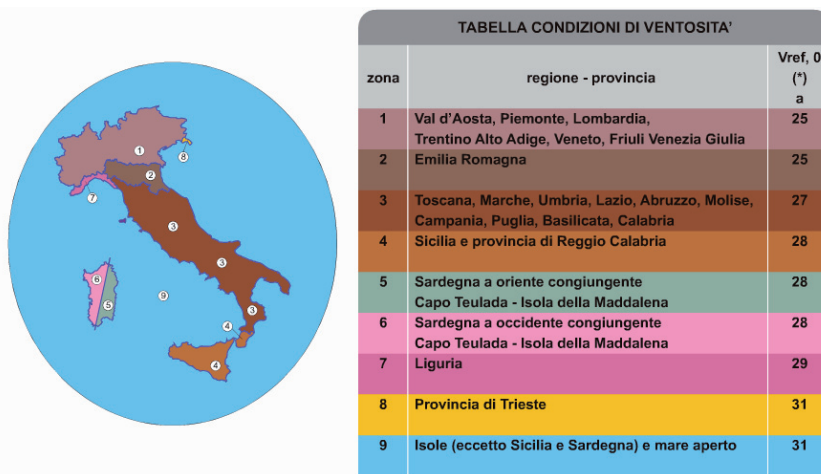 TABELLA CONDIZIONI DI VENTOSITA'
zona
regione - provincia
Vref, 0
(*)
a
1
Val d'Aosta, Piemonte, Lombardia,
Trentino Alto Adige, Veneto, Friuli Venezia Giulia
25
2
Emilia Romagna
25
3
Toscana, Marche, Umbria, Lazio, Abruzzo, Molise,
Campania, Puglia, Basilicata, Calabria
27
4
Sicilia e provincia di Reggio Calabria
28
5
Sardegna a oriente congiungente
Capo Teulada - Isola della Maddalena
28
6
Sardegna a occidente congiungente
Capo Teulada - Isola della Maddalena
28
7
Liguria
29
8
Provincia di Trieste
31
9
Isole (eccetto Sicilia e Sardegna) e mare aperto
31
1
8
2
7
3
3
6
5
9
3
4
4